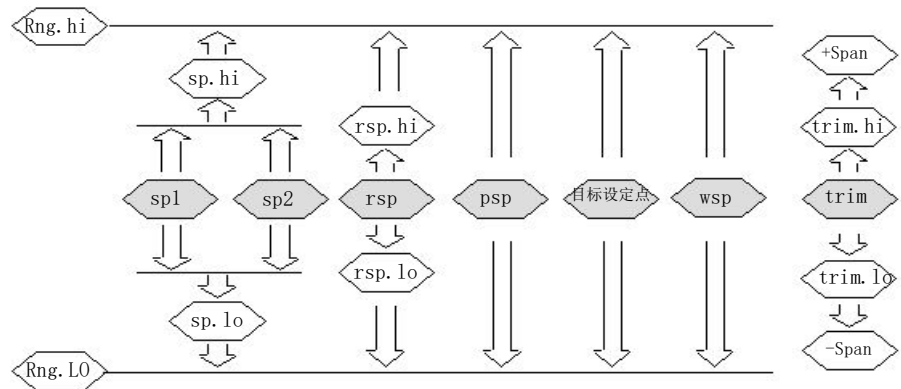 Rng.hi
+Span
sp.hi
rsp.hi
trim.hi
sp1
sp2
rsp
psp
目标设定点
wsp
trim
rsp.lo
trim.lo
sp.lo
-Span
Rng.LO